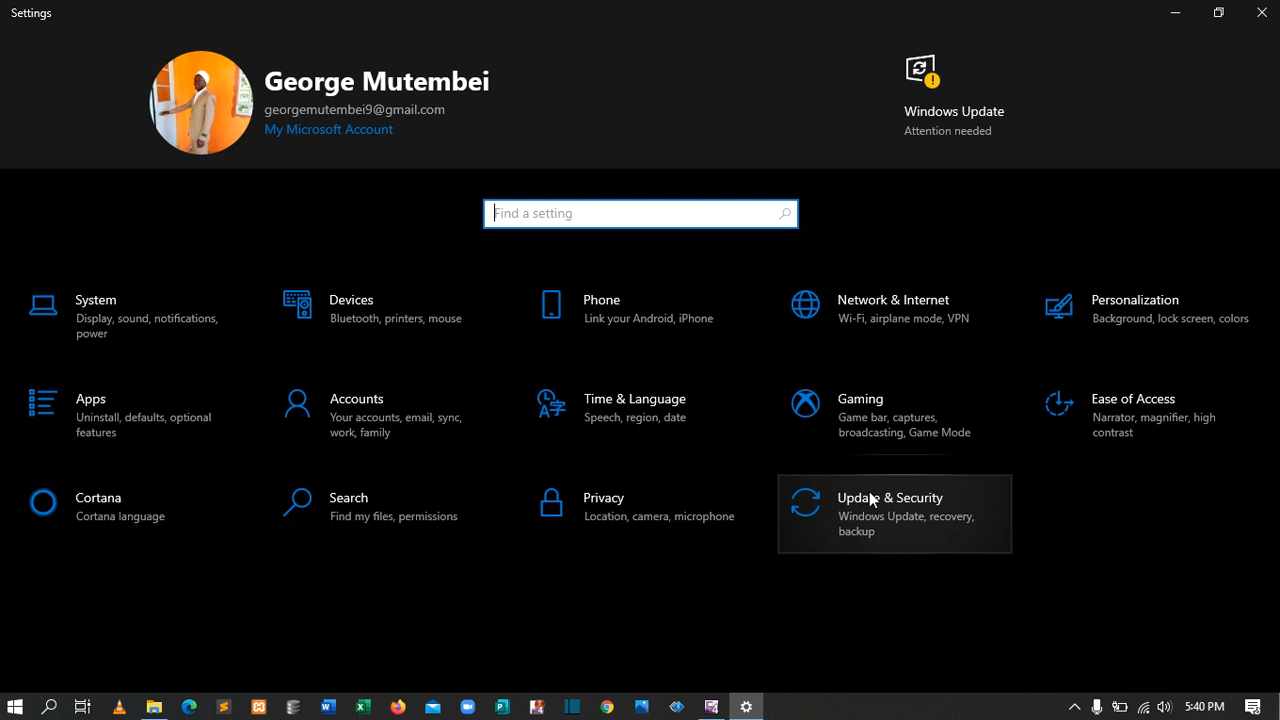 Settings
George Mutembei
georgemutembei9@gmail.com
My Microsoft Account
Windows Update
Attention needed
Find a setting
System
Display, sound, notifications,
power
Devices
Bluetooth, printers, mouse
Phone
Link your Android, iPhone
Network & Internet
Wi-Fi, airplane mode, VPN
Personalization
Background, lock screen, colors
Apps
Uninstall, defaults, optional
features
Accounts
Your accounts, email, sync,
work, family
Time & Language
Speech, region, date
Gaming
Game bar, captures,
broadcasting, Game Mode
Ease of Access
Narrator, magnifier, high
contrast
Cortana
Cortana language
Search
Find my files, permissions
Privacy
Location, camera, microphone
Update & Security
Windows Update, recovery,
backup
5:40 PM